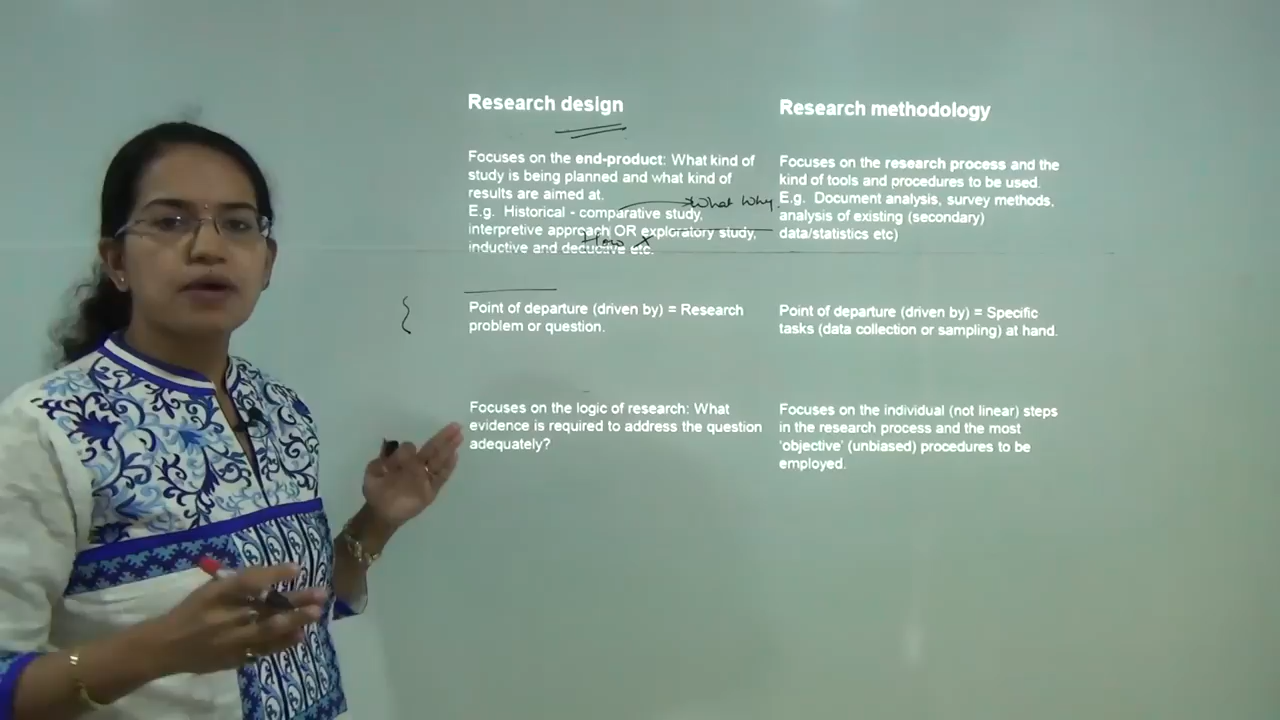 Research design
Focuses on the end-product: What kind of
study is being planned and what kind of
results are aimed at.
E.g. Historical - comparative study,
interpretive approach OR exploratory study,
inductive and deductive etc.
What Why
How x
Point of departure (driven by) = Research
problem or question.
Focuses on the logic of research: What
evidence is required to address the question
adequately?
Research methodology
Focuses on the research process and the
kind of tools and procedures to be used.
E.g. Document analysis, survey methods,
analysis of existing (secondary)
data/statistics etc)
Point of departure (driven by) = Specific
tasks (data collection or sampling) at hand.
Focuses on the individual (not linear) steps
in the research process and the most
‘objective’ (unbiased) procedures to be
employed.